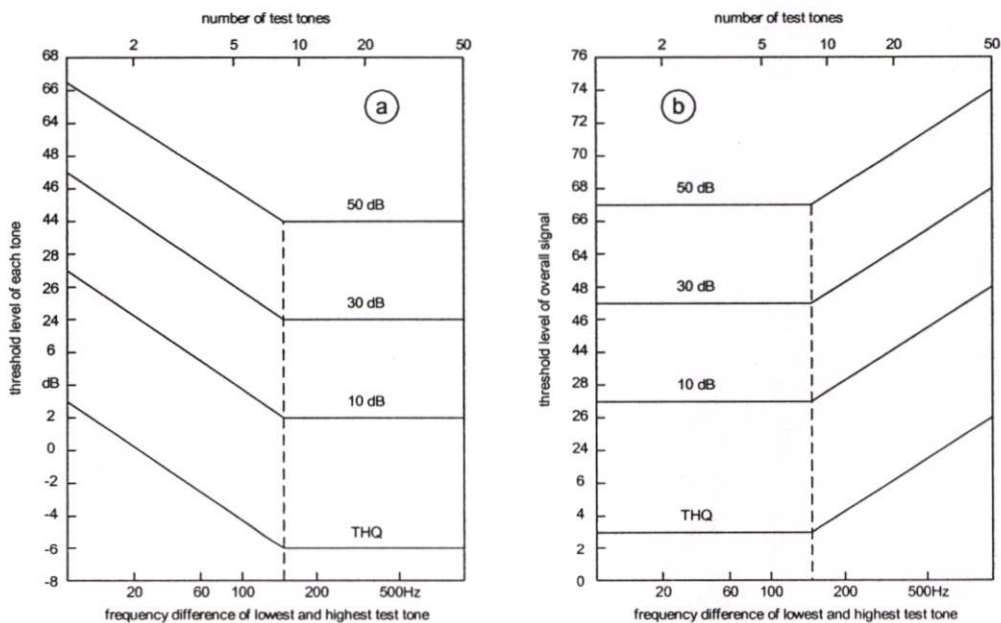 number of test tones
2 5 10 20 50
68
66
64
48
46
44
28
26
24
6
dB
2
0
-2
-4
-6
-8
threshold level of each tone
a
50 dB
30 dB
10 dB
THQ
20 60 100 200 500Hz
frequency difference of lowest and highest test tone
number of test tones
2 5 10 20 50
76
74
72
70
68
66
64
48
46
44
28
26
24
6
4
2
0
threshold level of overall signal
b
50 dB
30 dB
10 dB
THQ
20 60 100 200 500Hz
frequency difference of lowest and highest test tone